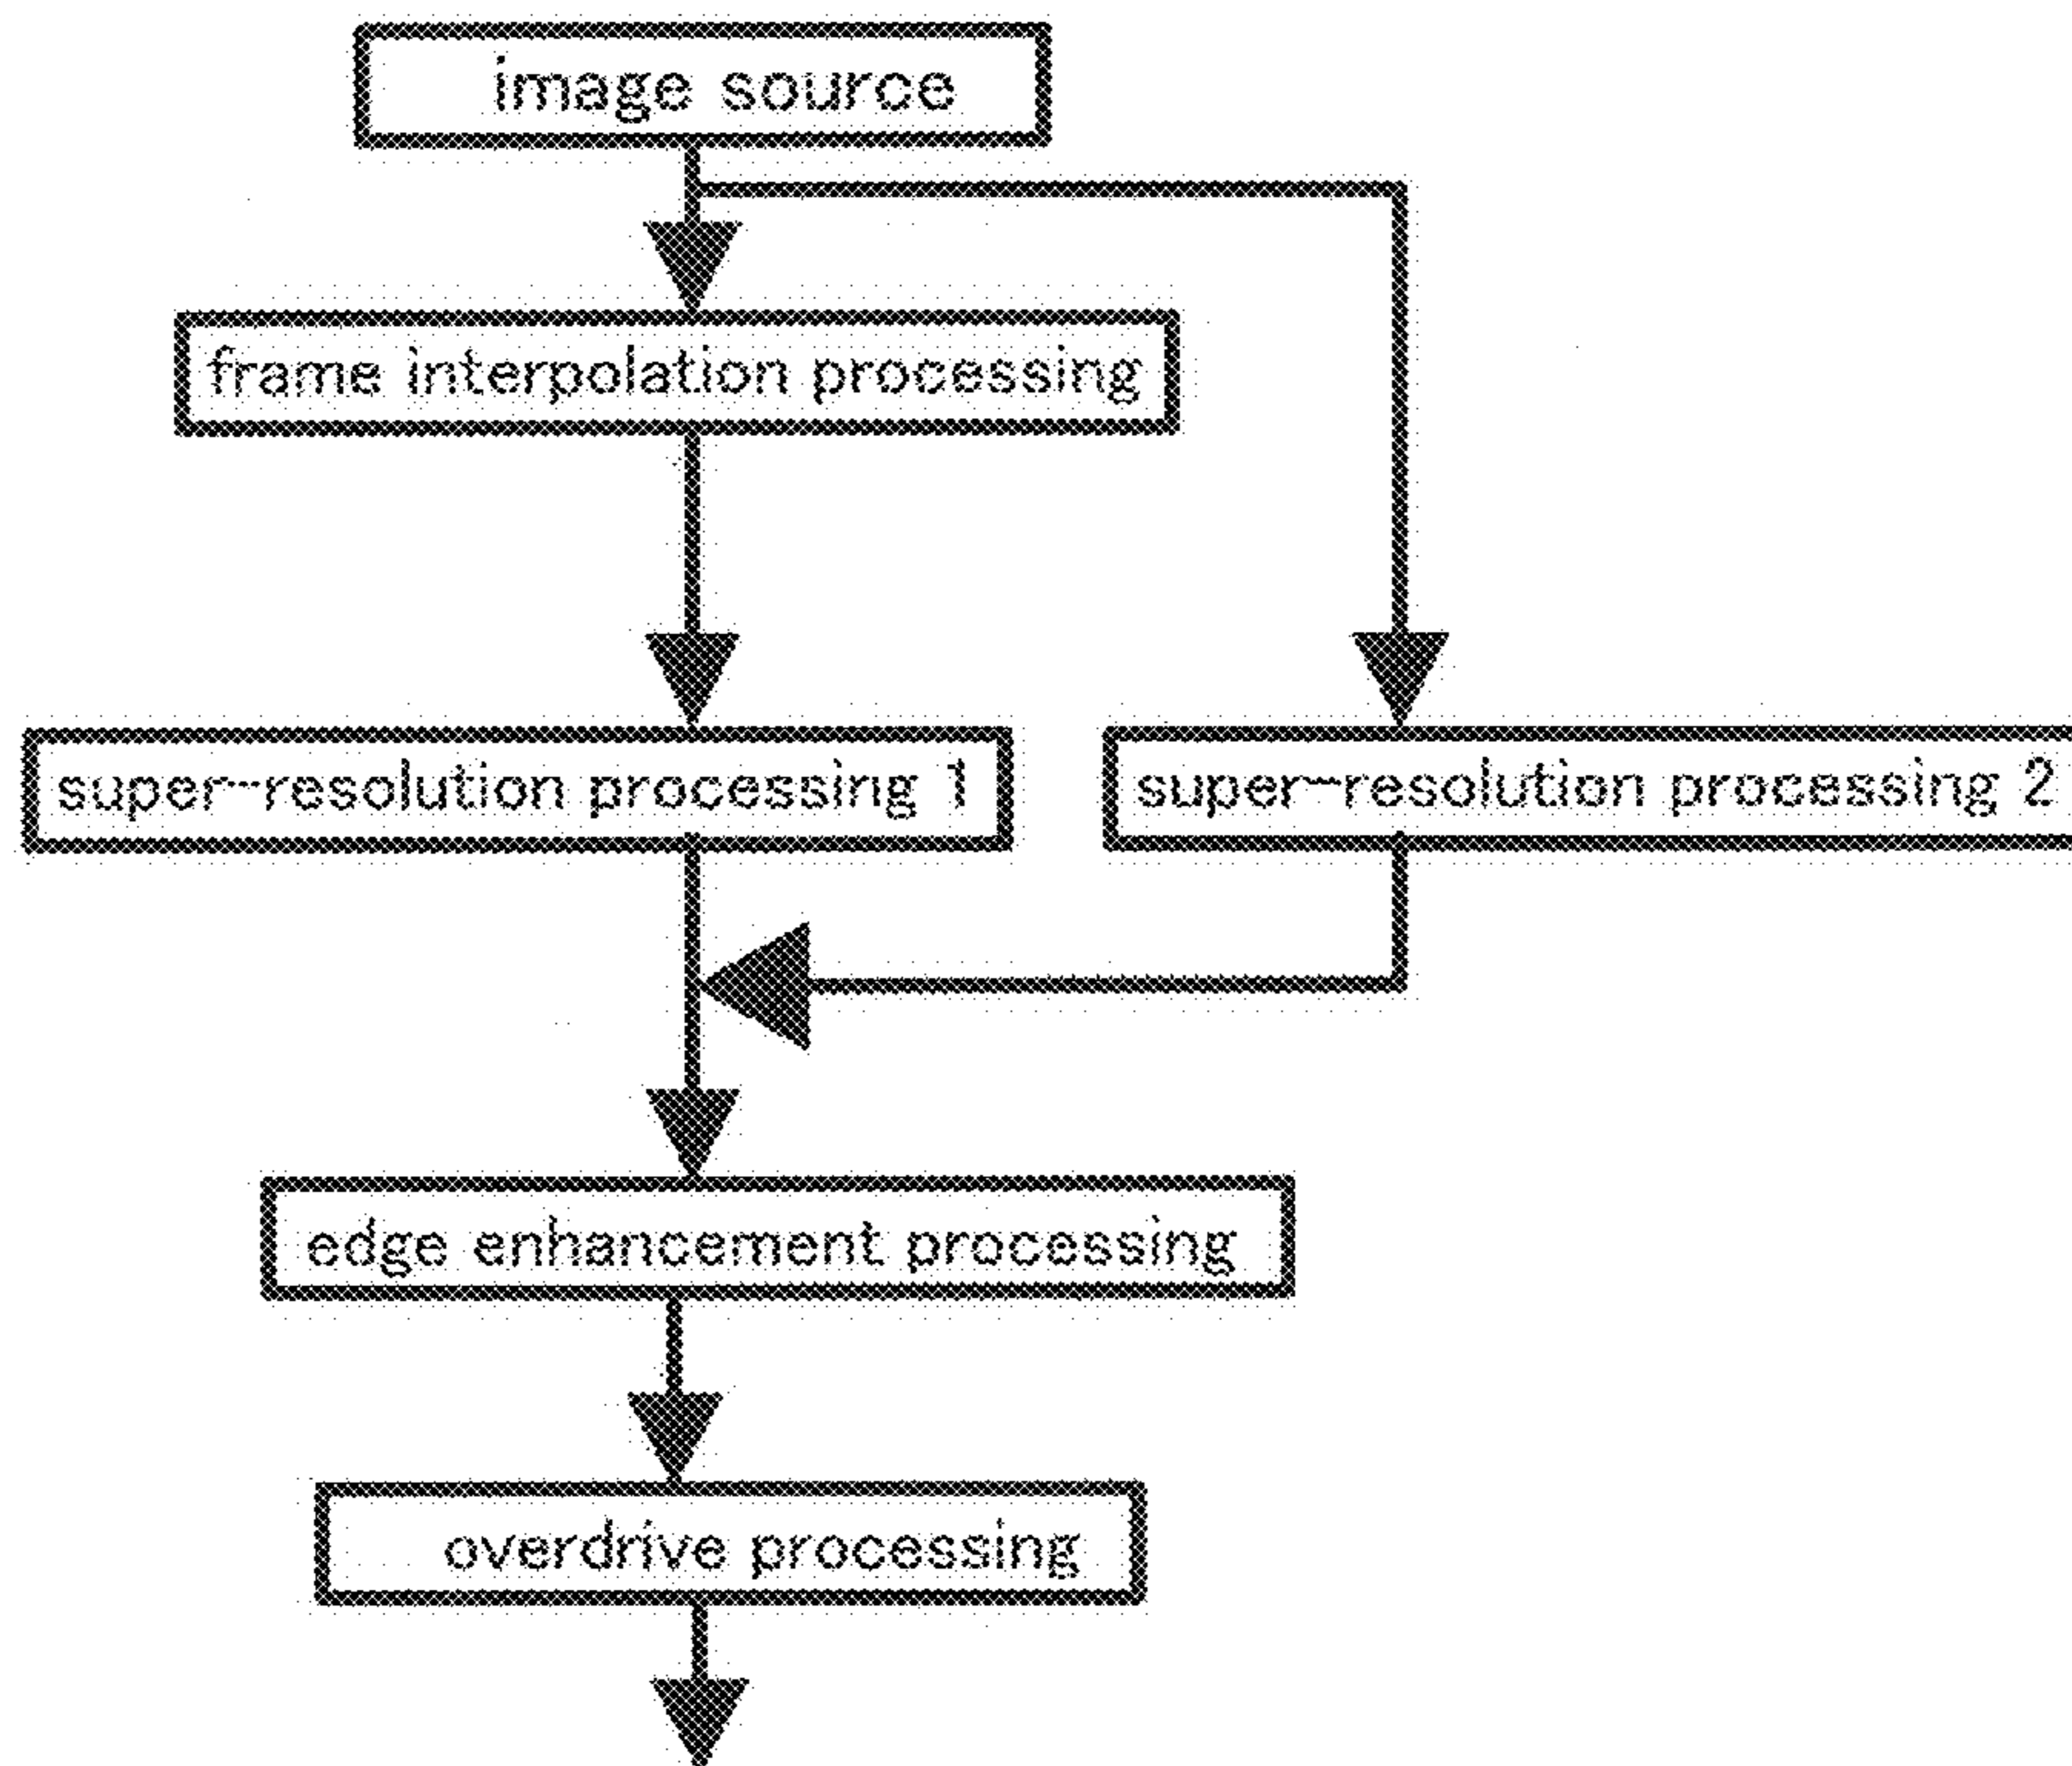 image source
frame interpolation processing
super-resolution processing 1
super-resolution processing 2
edge enhancement processing
overdrive processing